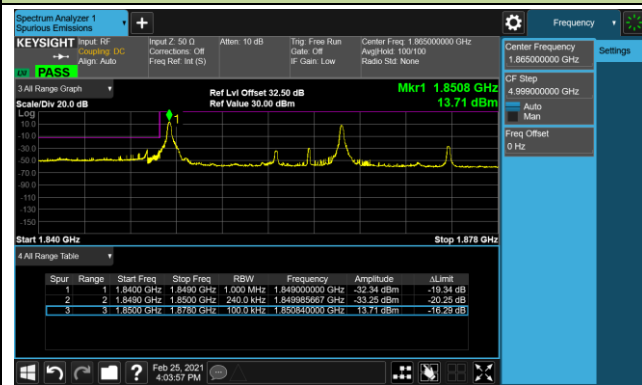 Spectrum Analyzer 1
Spurious Emissions
Frequency
KEYSIGHT Input: RF
Coupling: DC
Align: Auto
Input Z: 50 Ω
Corrections: Off
Freq Ref: Int (S)
Atten: 10 dB
Trig: Free Run
Gate: Off
IF Gain: Low
Center Freq: 1.865000000 GHz
Avg|Hold: 100/100
Radio Std: None
LNI PASS
Center Frequency
1.865000000 GHz
Settings
CF Step
4.999000000 GHz
Auto
Man
Freq Offset
0 Hz
3 All Range Graph
Scale/Div 20.0 dB
Ref Lvl Offset 32.50 dB
Ref Value 30.00 dBm
Mkr1 1.8508 GHz
13.71 dBm
Log
10.0
-10.0
-30.0
-50.0
-70.0
-90.0
-110
-130
-150
1
Start 1.840 GHz
Stop 1.878 GHz
4 All Range Table
Spur Range Start Freq Stop Freq RBW Frequency Amplitude ΔLimit
1 1 1.8400 GHz 1.8490 GHz 1.000 MHz 1.849000000 GHz -32.34 dBm -19.34 dB
2 2 1.8490 GHz 1.8500 GHz 240.0 kHz 1.849985667 GHz -33.25 dBm -20.25 dB
3 3 1.8500 GHz 1.8780 GHz 100.0 kHz 1.850840000 GHz 13.71 dBm -16.29 dB
Feb 25, 2021
4:03:57 PM